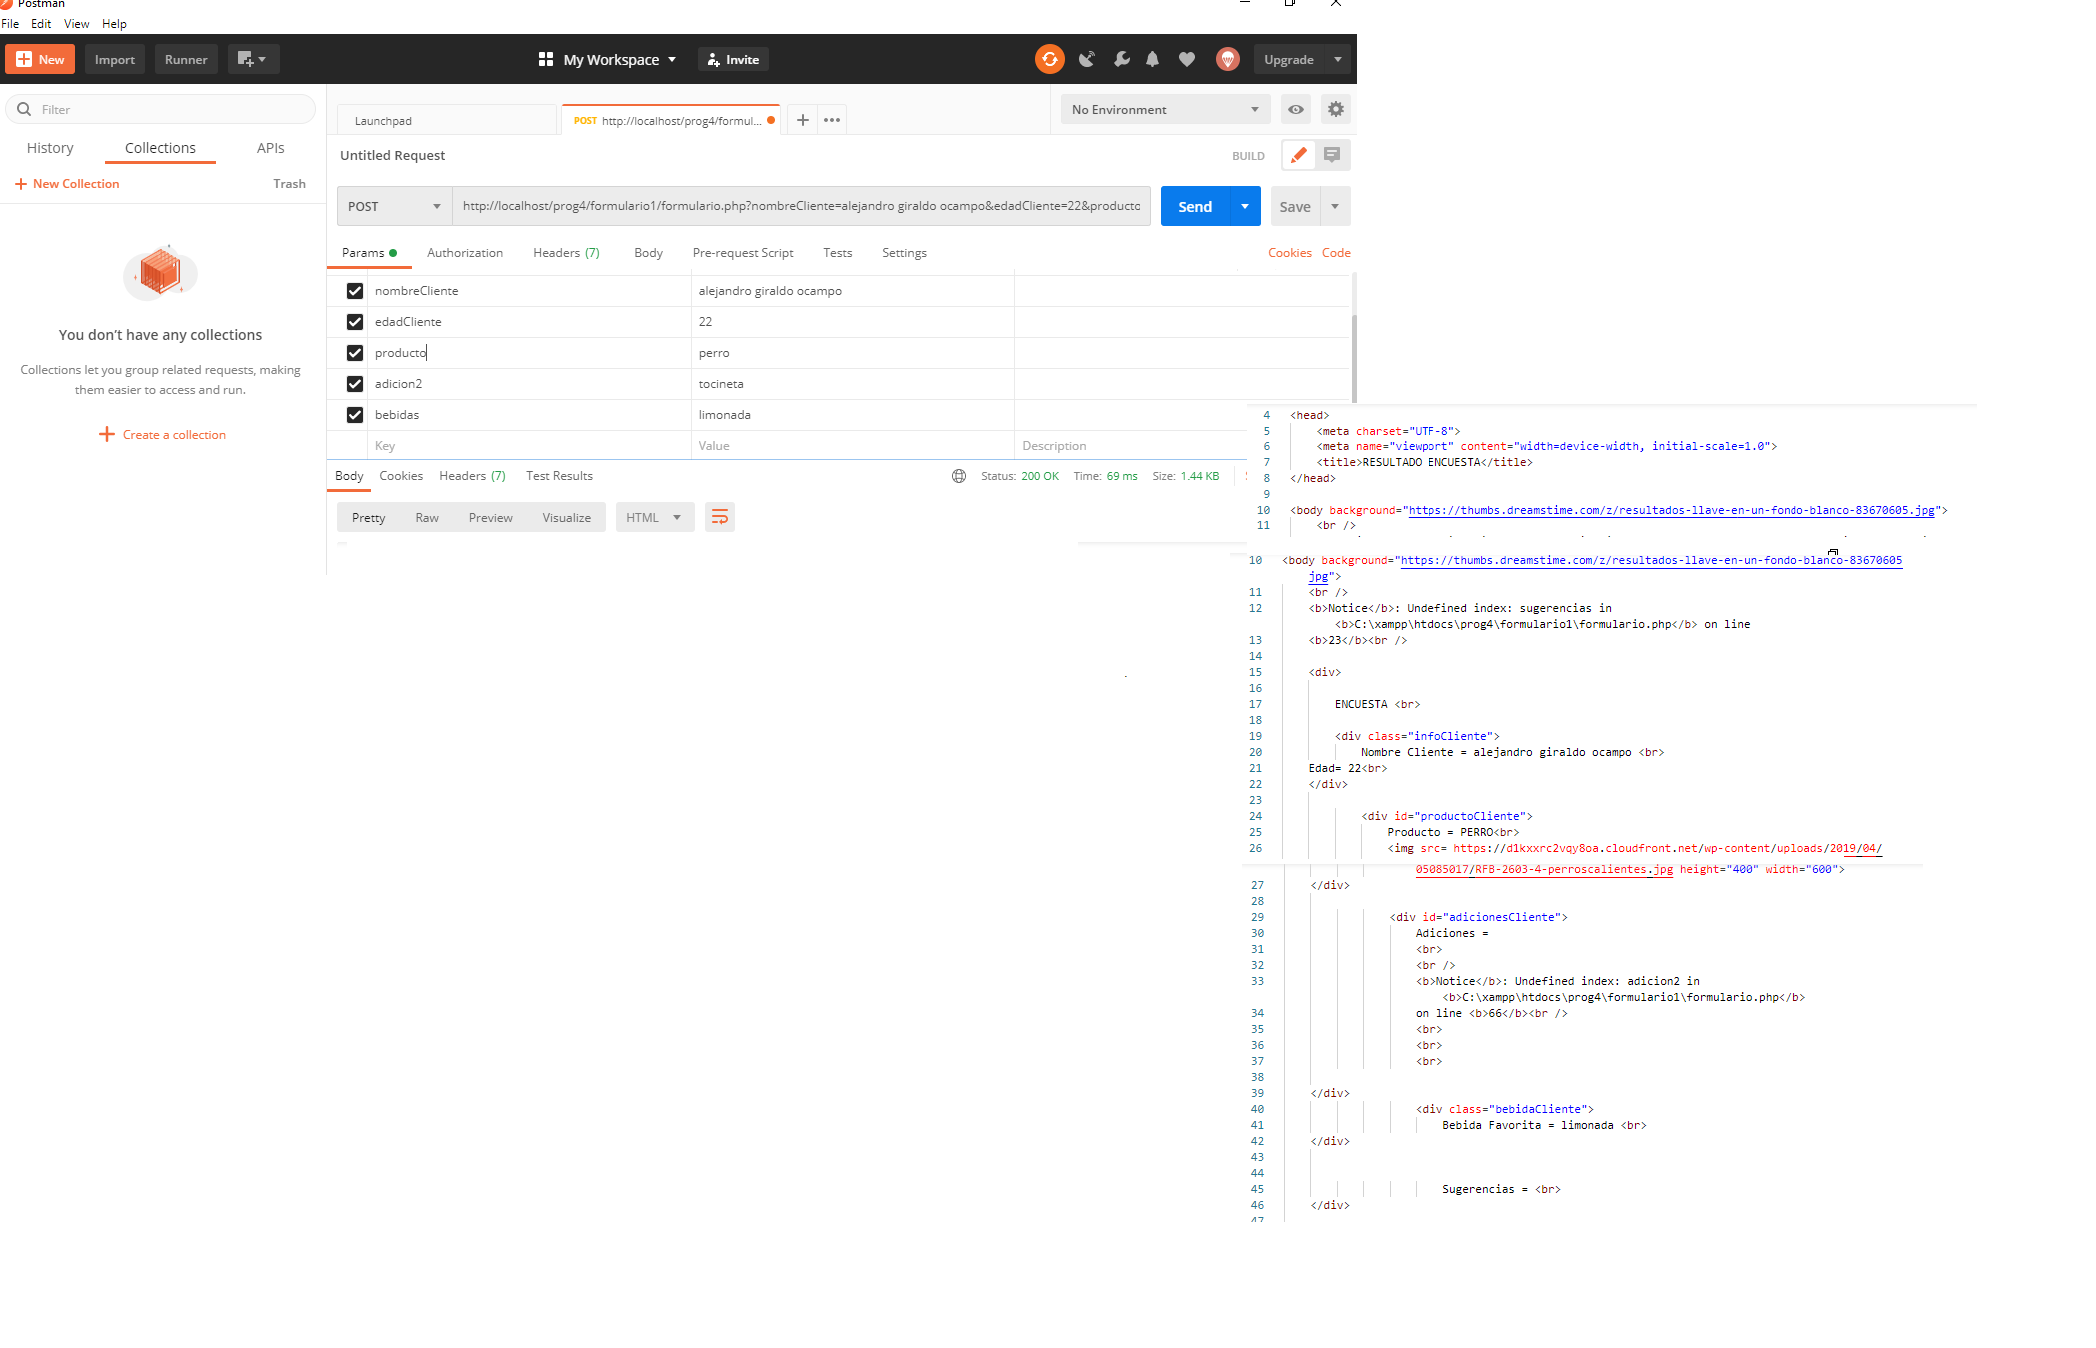 Postman
File Edit View Help
New Import Runner My Workspace Invite Upgrade
Filter
History Collections APIs
New Collection Trash
You don't have any collections
Collections let you group related requests, making
them easier to access and run.
Create a collection
Launchpad POST http://localhost/prog4/formul... ••• No Environment
Untitled Request BUILD
POST http://localhost/prog4/formulario1/formulario.php?nombreCliente=alejandro giraldo ocampo&edadCliente=22&producto Send Save
Params Authorization Headers (7) Body Pre-request Script Tests Settings Cookies Code
nombreCliente alejandro giraldo ocampo
edadCliente 22
producto perro
adicion2 tocineta
bebidas limonada
Key Value Description
Body Cookies Headers (7) Test Results Status: 200 OK Time: 69 ms Size: 1.44 KB
Pretty Raw Preview Visualize HTML
4 <head>
5 <meta charset="UTF-8">
6 <meta name="viewport" content="width=device-width, initial-scale=1.0">
7 <title>RESULTADO ENCUESTA</title>
8 </head>
9
10 <body background="https://thumbs.dreamstime.com/z/resultados-llave-en-un-fondo-blanco-83670605.jpg">
11 <br />
10 <body background="https://thumbs.dreamstime.com/z/resultados-llave-en-un-fondo-blanco-83670605
jpg">
11 <br />
12 <b>Notice</b>: Undefined index: sugerencias in
<b>C:\xampp\htdocs\prog4\formulario1\formulario.php</b> on line
13 <b>23</b><br />
14
15 <div>
16
17 ENCUESTA <br>
18
19 <div class="infoCliente">
20 Nombre Cliente = alejandro giraldo ocampo <br>
21 Edad= 22<br>
22 </div>
23
24 <div id="productoCliente">
25 Producto = PERRO<br>
26 <img src= https://d1kxxrc2vqy8oa.cloudfront.net/wp-content/uploads/2019/04/
05085017/RFB-2603-4-perroscalientes.jpg height="400" width="600">
27 </div>
28
29 <div id="adicionesCliente">
30 Adiciones =
31 <br>
32 <br />
33 <b>Notice</b>: Undefined index: adicion2 in
<b>C:\xampp\htdocs\prog4\formulario1\formulario.php</b>
34 on line <b>66</b><br />
35 <br>
36 <br>
37 <br>
38
39 </div>
40 <div class="bebidaCliente">
41 Bebida Favorita = limonada <br>
42 </div>
43
44
45 Sugerencias = <br>
46 </div>
47